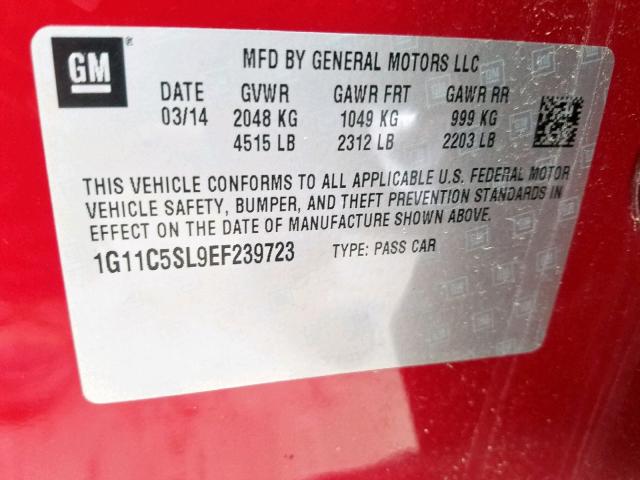 GM
MFD BY GENERAL MOTORS LLC
DATE GVWR GAWR FRT GAWR RR
03/14 2048 KG 1049 KG 999 KG
4515 LB 2312 LB 2203 LB
THIS VEHICLE CONFORMS TO ALL APPLICABLE U.S. FEDERAL MOTOR
VEHICLE SAFETY, BUMPER, AND THEFT PREVENTION STANDARDS IN
EFFECT ON THE DATE OF MANUFACTURE SHOWN ABOVE.
1G11C5SL9EF239723 TYPE: PASS CAR